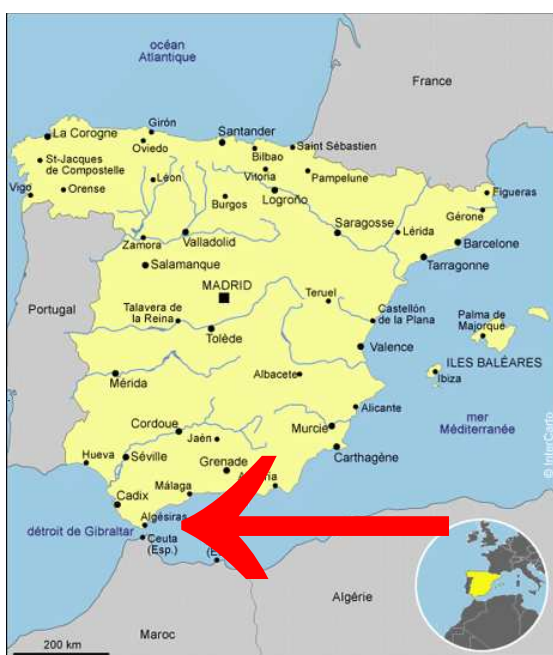 océan
Atlantique
France
Girón
La Corogne
Santander
Oviedo
Saint Sébastien
Bilbao
St-Jacques
de Compostelle
Léon
Vitoria
Pampelune
Vigo
Orense
Burgos
Logroño
Figueras
Gérone
Saragosse
Lérida
Zamora
Valladolid
Barcelone
Salamanque
Tarragonne
MADRID
Teruel
Portugal
Talavera de
la Reina
Castellón
de la Plana
Palma de
Majorque
Tolède
Valence
ILES BALÉARES
Mérida
Albacete
Ibiza
Alicante
mer
Méditerranée
Cordoue
Murcie
Jaén
Carthagène
Hueva
Séville
Grenade
© InterCarto
Málaga
Cadix
Algésiras
détroit de Gibraltar
Ceuta
(Esp.)
Algérie
Maroc
200 km